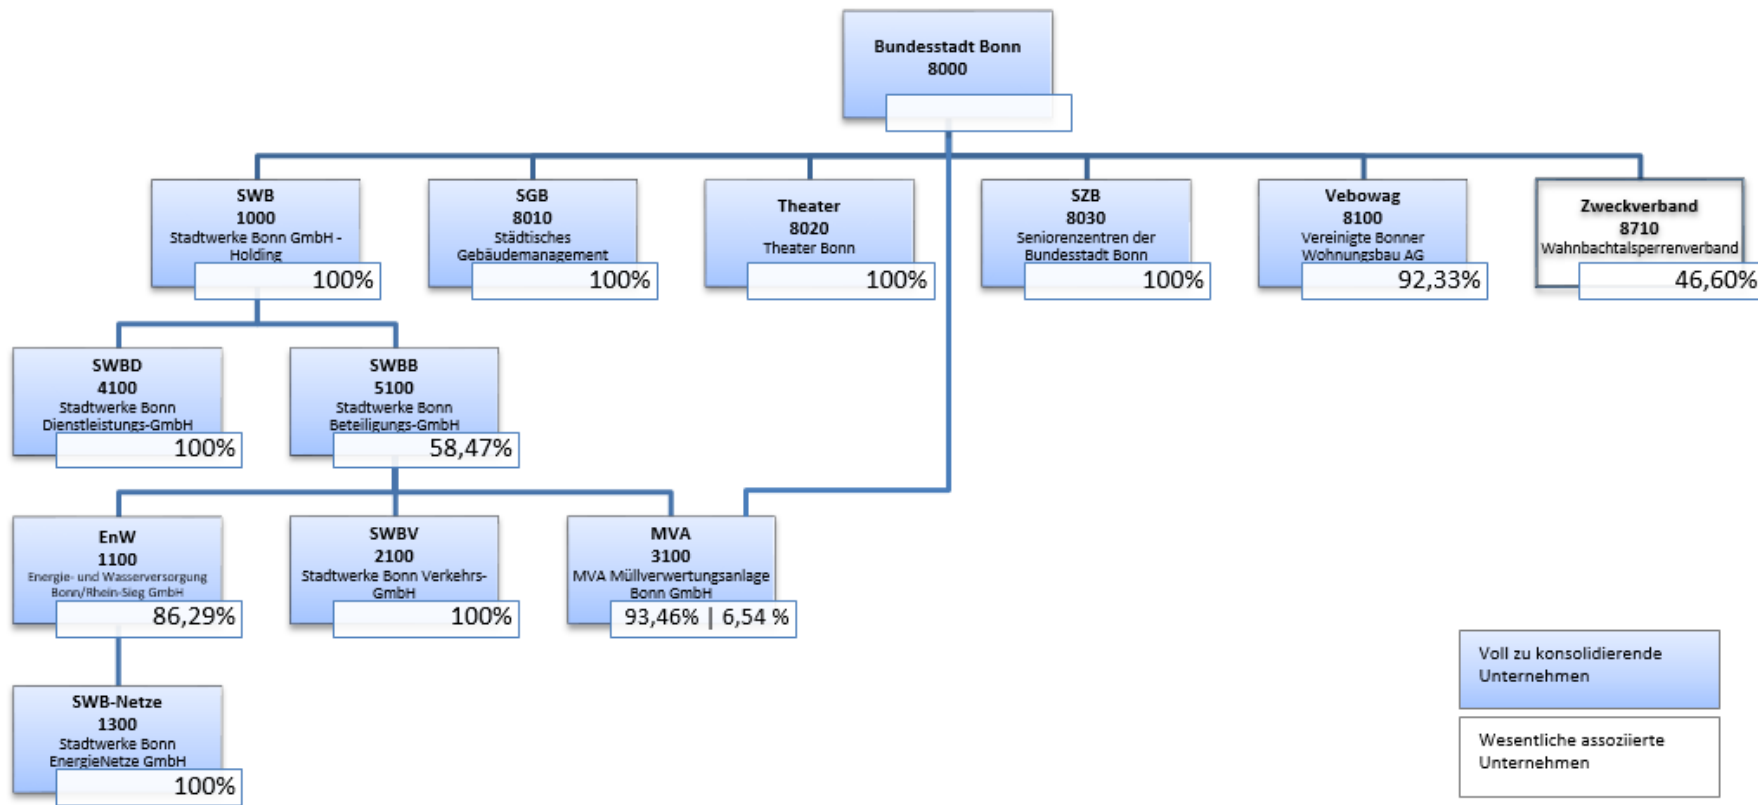 Bundesstadt Bonn
8000
SWB
1000
Stadtwerke Bonn GmbH -
Holding
100%
SGB
8010
Städtisches
Gebäudemanagement
100%
Theater
8020
Theater Bonn
100%
SZB
8030
Seniorenzentren der
Bundesstadt Bonn
100%
Vebowag
8100
Vereinigte Bonner
Wohnungsbau AG
92,33%
Zweckverband
8710
Wahnbachtalsperrenverband
46,60%
SWBD
4100
Stadtwerke Bonn
Dienstleistungs-GmbH
100%
SWBB
5100
Stadtwerke Bonn
Beteiligungs-GmbH
58,47%
EnW
1100
Energie- und Wasserversorgung
Bonn/Rhein-Sieg GmbH
86,29%
SWBV
2100
Stadtwerke Bonn Verkehrs-
GmbH
100%
MVA
3100
MVA Müllverwertungsanlage
Bonn GmbH
93,46% | 6,54 %
SWB-Netze
1300
Stadtwerke Bonn
EnergieNetze GmbH
100%
Voll zu konsolidierende
Unternehmen
Wesentliche assoziierte
Unternehmen